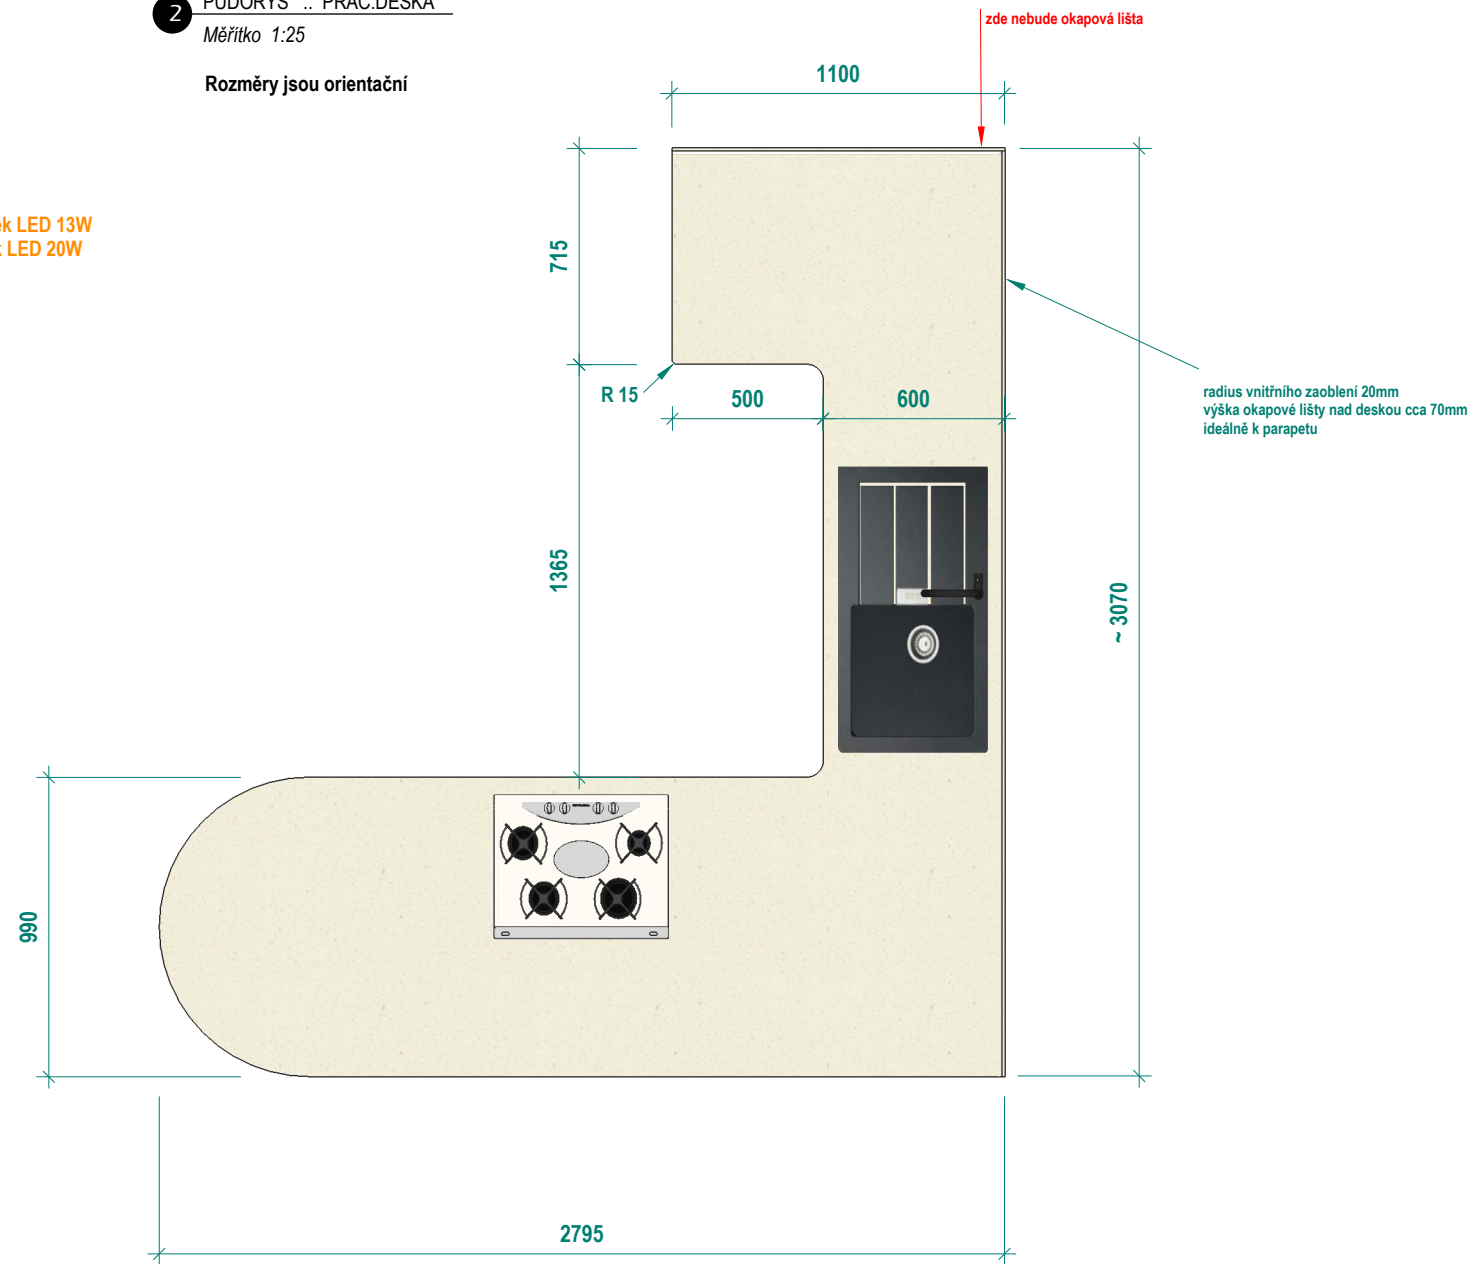 2
PŮDORYS .. PRAC.DESKA
Měřítko 1:25
Rozměry jsou orientační
zde nebude okapová lišta
1100
LED 13W
LED 20W
715
R 15
500
600
radius vnitřního zaoblení 20mm
výška okapové lišty nad deskou cca 70mm
ideálně k parapetu
1365
~ 3070
990
2795